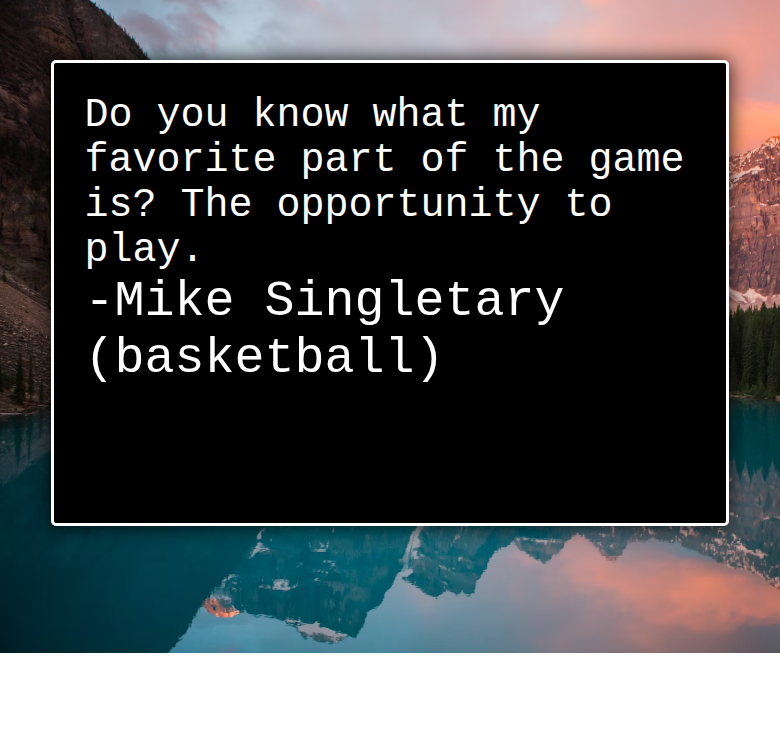 Do you know what my
favorite part of the game
is? The opportunity to
play.
-Mike Singletary
(basketball)